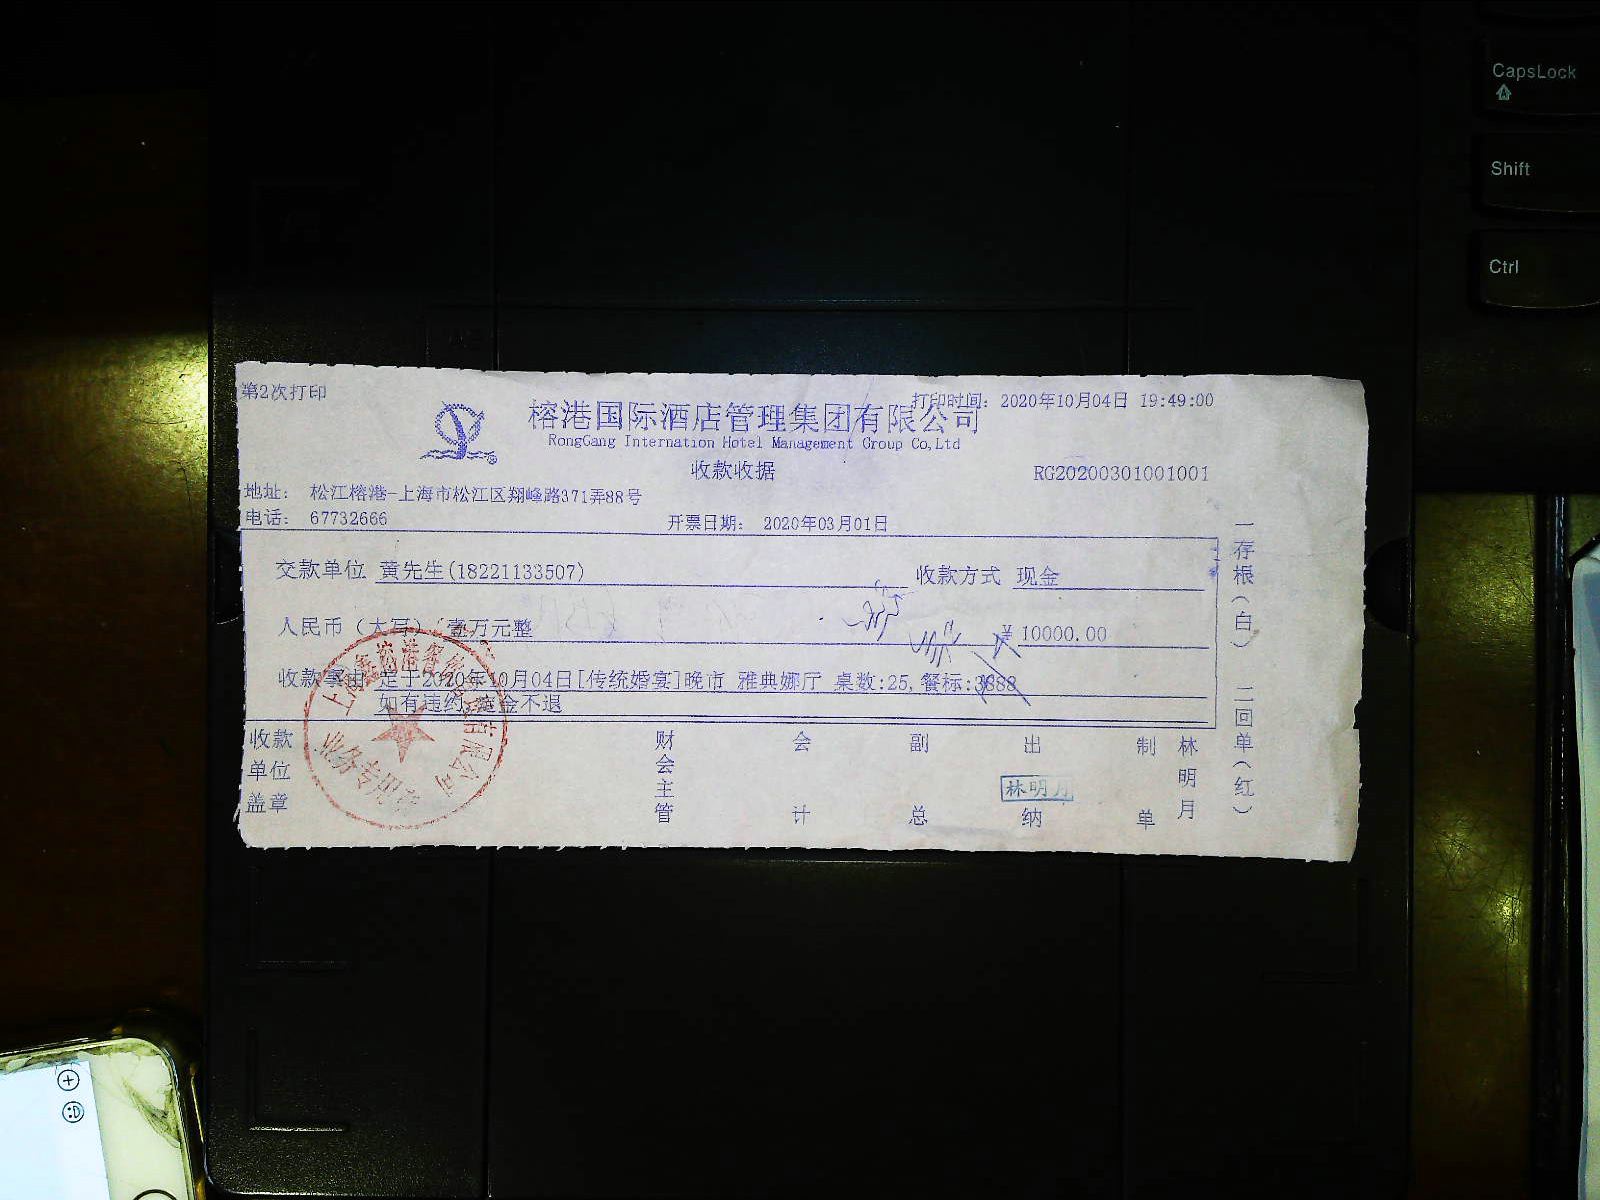 CapsLock
Shift
Ctrl
第2次打印
打印时间: 2020年10月04日 19:49:00
榕港国际酒店管理集团有限公司
RongGang Internation Hotel Management Group Co,Ltd
收款收据
RG20200301001001
地址: 松江榕港-上海市松江区翔峰路371弄88号
电话: 67732666
开票日期: 2020年03月01日
交款单位 黄先生(18221133507)
收款方式 现金
人民币(大写) 壹万元整
¥ 10000.00
收款事由 定于2020年10月04日[传统婚宴]晚市 雅典娜厅 桌数:25,餐标:3888
如有违约,定金不退
收款单位盖章
财会主管
会计
副总
出纳
林明月
制单
林明月
一存根(白) 二回单(红)
业务专用章